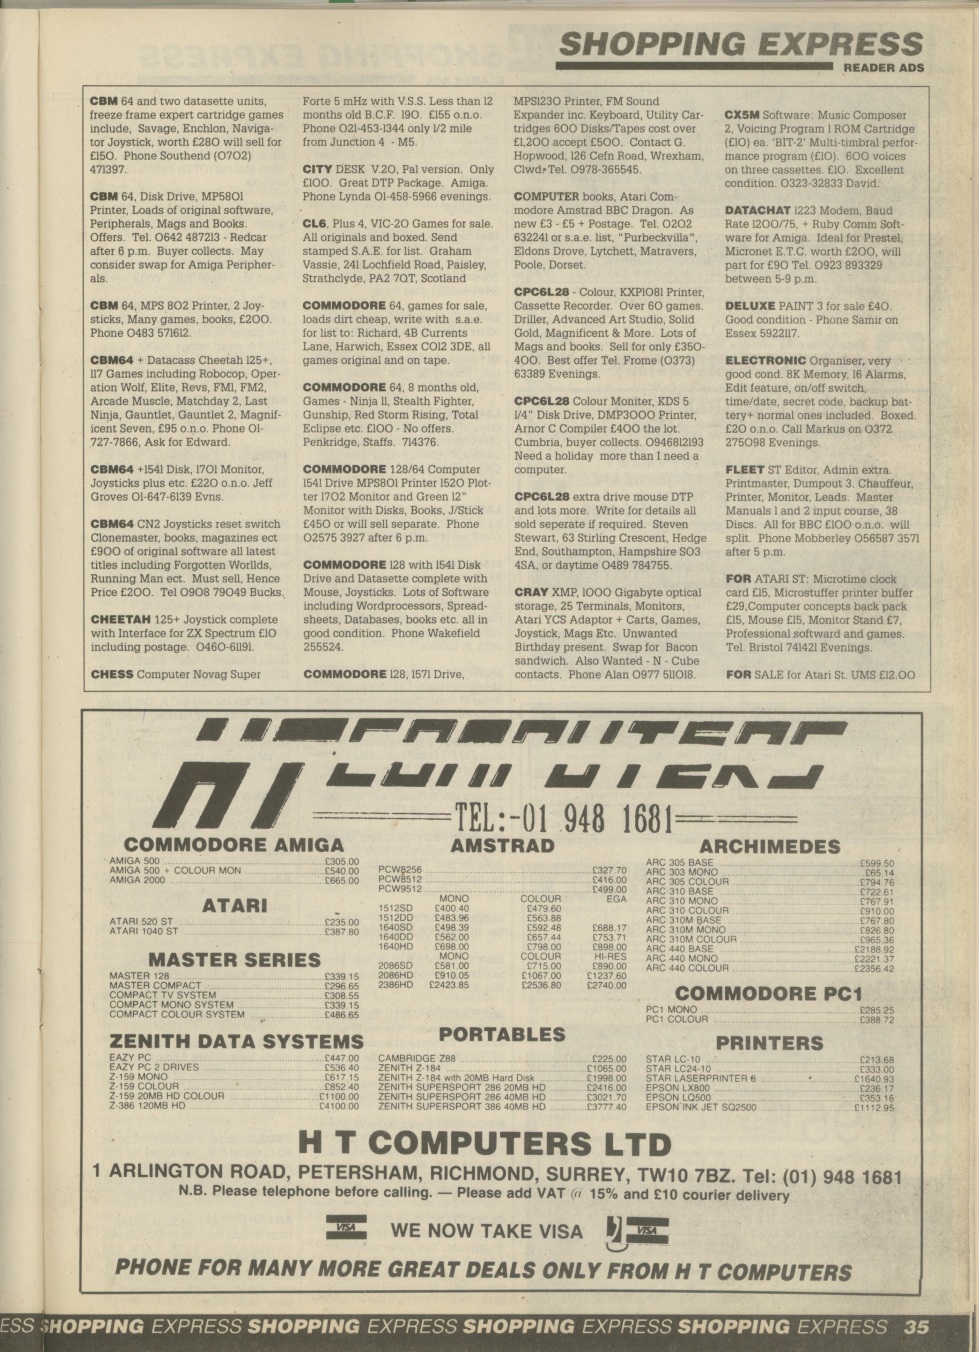 SHOPPING EXPRESS
READER ADS
CBM 64 and two datasette units,
freeze frame expert cartridge games
include, Savage, Enchlon, Naviga-
tor Joystick, worth £280 will sell for
£150. Phone Southend (0702)
471397.
CBM 64, Disk Drive, MP5801
Printer, Loads of original software,
Peripherals, Mags and Books.
Offers. Tel. 0642 487213 - Redcar
after 6 p.m. Buyer collects. May
consider swap for Amiga Peripher-
als.
CBM 64, MPS 802 Printer, 2 Joy-
sticks, Many games, books, £200.
Phone 0483 571612.
CBM64 + Datacass Cheetah 125+,
117 Games including Robocop, Oper-
ation Wolf, Elite, Revs, FM1, FM2,
Arcade Muscle, Matchday 2, Last
Ninja, Gauntlet, Gauntlet 2, Magnif-
icent Seven, £95 o.n.o. Phone 01-
727-7866, Ask for Edward.
CBM64 +1541 Disk, 1701 Monitor,
Joysticks plus etc. £220 o.n.o. Jeff
Groves 01-647-6139 Evns.
CBM64 CN2 Joysticks reset switch
Clonemaster, books, magazines ect
£900 of original software all latest
titles including Forgotten Worllds,
Running Man ect. Must sell, Hence
Price £200. Tel 0908 79049 Bucks.
CHEETAH 125+ Joystick complete
with Interface for ZX Spectrum £10
including postage. 0460-61191.
CHESS Computer Novag Super
Forte 5 mHz with V.S.S. Less than 12
months old B.C.F. 190. £155 o.n.o.
Phone 021-453-1344 only 1/2 mile
from Junction 4 - M5.
CITY DESK V.20, Pal version. Only
£100. Great DTP Package. Amiga.
Phone Lynda 01-458-5966 evenings.
CL6, Plus 4, VIC-20 Games for sale.
All originals and boxed. Send
stamped S.A.E. for list. Graham
Vassie, 241 Lochfield Road, Paisley,
Strathclyde, PA2 7QT, Scotland
COMMODORE 64, games for sale,
loads dirt cheap, write with s.a.e.
for list to: Richard, 4B Currents
Lane, Harwich, Essex CO12 3DE, all
games original and on tape.
COMMODORE 64, 8 months old,
Games - Ninja 11, Stealth Fighter,
Gunship, Red Storm Rising, Total
Eclipse etc. £100 - No offers.
Penkridge, Staffs. 714376.
COMMODORE 128/64 Computer
1541 Drive MPS801 Printer 1520 Plot-
ter 1702 Monitor and Green 12"
Monitor with Disks, Books, J/Stick
£450 or will sell separate. Phone
02575 3927 after 6 p.m.
COMMODORE 128 with 1541 Disk
Drive and Datasette complete with
Mouse, Joysticks. Lots of Software
including Wordprocessors, Spread-
sheets, Databases, books etc. all in
good condition. Phone Wakefield
255524.
COMMODORE 128, 1571 Drive,
MPS1230 Printer, FM Sound
Expander inc. Keyboard, Utility Car-
tridges 600 Disks/Tapes cost over
£1,200 accept £500. Contact G.
Hopwood, 126 Cefn Road, Wrexham,
Clwd. Tel. 0978-365545.
COMPUTER books, Atari Com-
modore Amstrad BBC Dragon. As
new £3 - £5 + Postage. Tel. 0202
632241 or s.a.e. list, "Purbeckvilla",
Eldons Drove, Lytchett, Matravers,
Poole, Dorset.
CPC6L28 - Colour, KXP1081 Printer,
Cassette Recorder. Over 60 games.
Driller, Advanced Art Studio, Solid
Gold, Magnificent & More. Lots of
Mags and books. Sell for only £350-
400. Best offer Tel. Frome (0373)
63389 Evenings.
CPC6L28 Colour Moniter, KDS 5
1/4" Disk Drive, DMP3000 Printer,
Arnor C Compiler £400 the lot.
Cumbria, buyer collects. 0946812193
Need a holiday more than I need a
computer.
CPC6L28 extra drive mouse DTP
and lots more. Write for details all
sold seperate if required. Steven
Stewart, 63 Stirling Crescent, Hedge
End, Southampton, Hampshire SO3
4SA, or daytime 0489 784755.
CRAY XMP, 1000 Gigabyte optical
storage, 25 Terminals, Monitors,
Atari YCS Adaptor + Carts, Games,
Joystick, Mags Etc. Unwanted
Birthday present. Swap for Bacon
sandwich. Also Wanted - N - Cube
contacts. Phone Alan 0977 511018.
CX5M Software: Music Composer
2, Voicing Program 1 ROM Cartridge
(£10) ea. 'BIT-2' Multi-timbral perfor-
mance program (£10). 600 voices
on three cassettes. £10. Excellent
condition. 0323-32833 David.
DATACHAT 1223 Modem, Baud
Rate 1200/75, + Ruby Comm Soft-
ware for Amiga. Ideal for Prestel,
Micronet E.T.C. worth £200, will
part for £90 Tel. 0923 893329
between 5-9 p.m.
DELUXE PAINT 3 for sale £40.
Good condition - Phone Samir on
Essex 5922117.
ELECTRONIC Organiser, very
good cond. 8K Memory, 16 Alarms,
Edit feature, on/off switch,
time/date, secret code, backup bat-
tery+ normal ones included. Boxed.
£20 o.n.o. Call Markus on 0372
275098 Evenings.
FLEET ST Editor, Admin extra.
Printmaster, Dumpout 3. Chauffeur,
Printer, Monitor, Leads. Master
Manuals 1 and 2 input course, 38
Discs. All for BBC £100 o.n.o. will
split. Phone Mobberley 056587 3571
after 5 p.m.
FOR ATARI ST: Microtime clock
card £15, Microstuffer printer buffer
£29,Computer concepts back pack
£15, Mouse £15, Monitor Stand £7,
Professional softward and games.
Tel. Bristol 741421 Evenings.
FOR SALE for Atari St. UMS £12.00
TEL:-01 948 1681
COMMODORE AMIGA
AMIGA 500 £305.00
AMIGA 500 + COLOUR MON £540.00
AMIGA 2000 £665.00
ATARI
ATARI 520 ST £235.00
ATARI 1040 ST £387.80
MASTER SERIES
MASTER 128 £339.15
MASTER COMPACT £296.65
COMPACT TV SYSTEM £308.55
COMPACT MONO SYSTEM £339.15
COMPACT COLOUR SYSTEM £486.65
ZENITH DATA SYSTEMS
EAZY PC £447.00
EAZY PC 2 DRIVES £536.40
Z-159 MONO £617.15
Z-159 COLOUR £852.40
Z-159 20MB HD COLOUR £1100.00
Z-386 120MB HD £4100.00
AMSTRAD
PCW8256 £327.70
PCW8512 £416.00
PCW9512 £499.00
MONO COLOUR EGA
1512SD £400.40 £479.60
1512DD £483.96 £563.88
1640SD £498.39 £592.48 £688.17
1640DD £562.00 £657.44 £753.71
1640HD £698.00 £798.00 £898.00
MONO COLOUR HI-RES
2086SD £581.00 £715.00 £890.00
2086HD £910.05 £1067.00 £1237.60
2386HD £2423.85 £2536.80 £2740.00
PORTABLES
CAMBRIDGE Z88 £225.00
ZENITH Z-184 £1065.00
ZENITH Z-184 with 20MB Hard Disk £1998.00
ZENITH SUPERSPORT 286 20MB HD £2416.00
ZENITH SUPERSPORT 286 40MB HD £3021.70
ZENITH SUPERSPORT 386 40MB HD £3777.40
ARCHIMEDES
ARC 305 BASE £599.50
ARC 303 MONO £65.14
ARC 305 COLOUR £794.76
ARC 310 BASE £722.61
ARC 310 MONO £767.91
ARC 310 COLOUR £910.00
ARC 310M BASE £767.80
ARC 310M MONO £826.80
ARC 310M COLOUR £965.36
ARC 440 BASE £2188.92
ARC 440 MONO £2221.37
ARC 440 COLOUR £2356.42
COMMODORE PC1
PC1 MONO £285.25
PC1 COLOUR £388.72
PRINTERS
STAR LC-10 £213.68
STAR LC24-10 £333.00
STAR LASERPRINTER 8 £1640.93
EPSON LX800 £236.17
EPSON LQ500 £353.16
EPSON INK JET SQ2500 £1112.95
H T COMPUTERS LTD
1 ARLINGTON ROAD, PETERSHAM, RICHMOND, SURREY, TW10 7BZ. Tel: (01) 948 1681
N.B. Please telephone before calling. — Please add VAT @ 15% and £10 courier delivery
VISA WE NOW TAKE VISA VISA
PHONE FOR MANY MORE GREAT DEALS ONLY FROM H T COMPUTERS
ESS SHOPPING EXPRESS SHOPPING EXPRESS SHOPPING EXPRESS SHOPPING EXPRESS 35